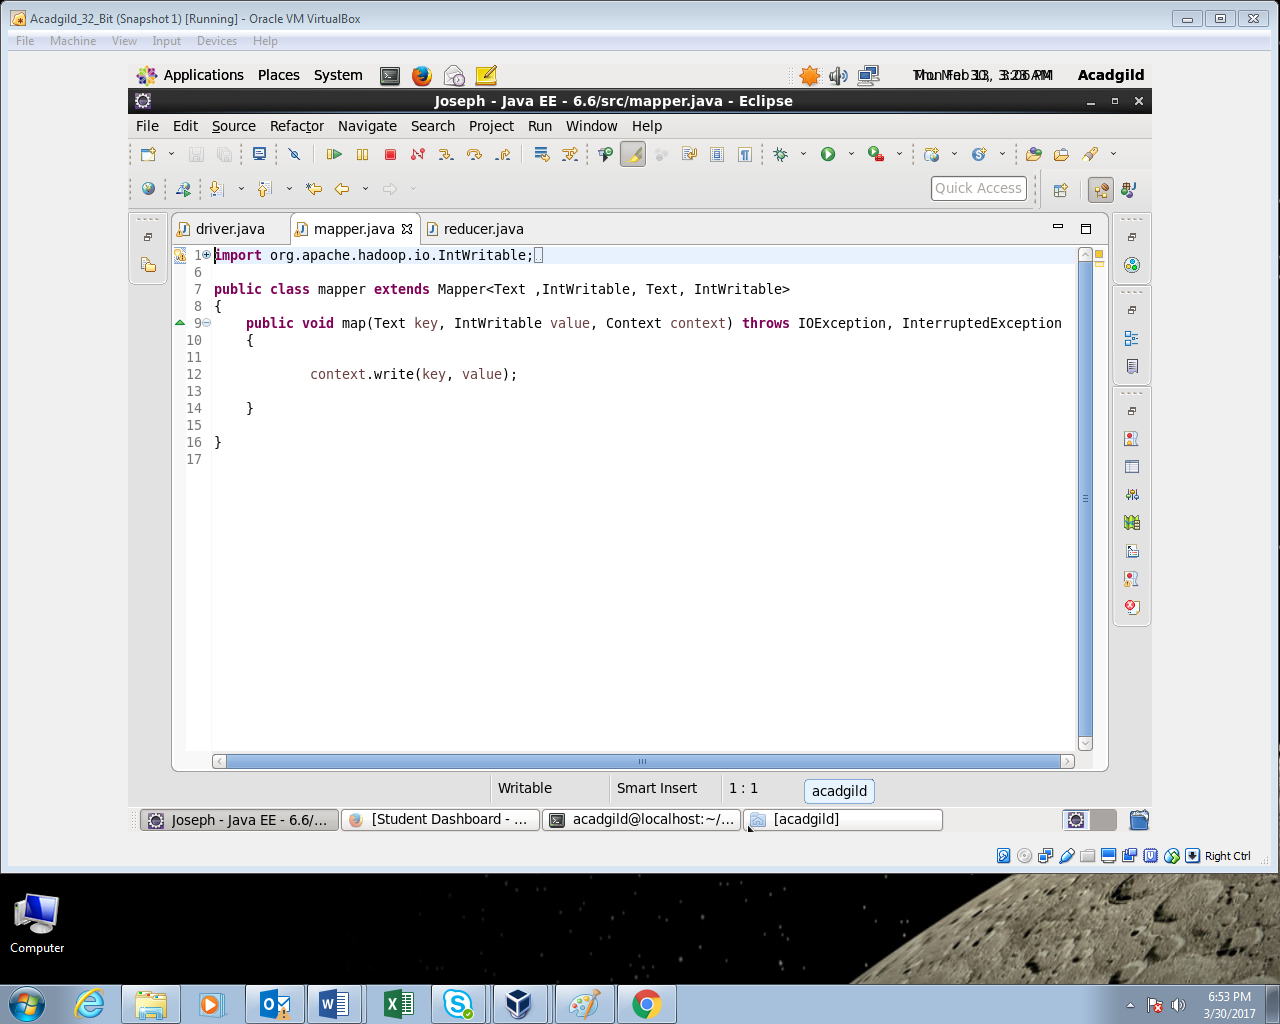 Acadgild_32_Bit (Snapshot 1) [Running] - Oracle VM VirtualBox
File Machine View Input Devices Help
Applications Places System
Acadgild
Joseph - Java EE - 6.6/src/mapper.java - Eclipse
File Edit Source Refactor Navigate Search Project Run Window Help
Quick Access
driver.java mapper.java reducer.java
1 import org.apache.hadoop.io.IntWritable;
6
7 public class mapper extends Mapper<Text ,IntWritable, Text, IntWritable>
8 {
9 public void map(Text key, IntWritable value, Context context) throws IOException, InterruptedException
10 {
11
12 context.write(key, value);
13
14 }
15
16 }
17
Writable Smart Insert 1 : 1 acadgild
Joseph - Java EE - 6.6/... [Student Dashboard - ... acadgild@localhost:~/... [acadgild]
Right Ctrl
Computer
6:53 PM
3/30/2017